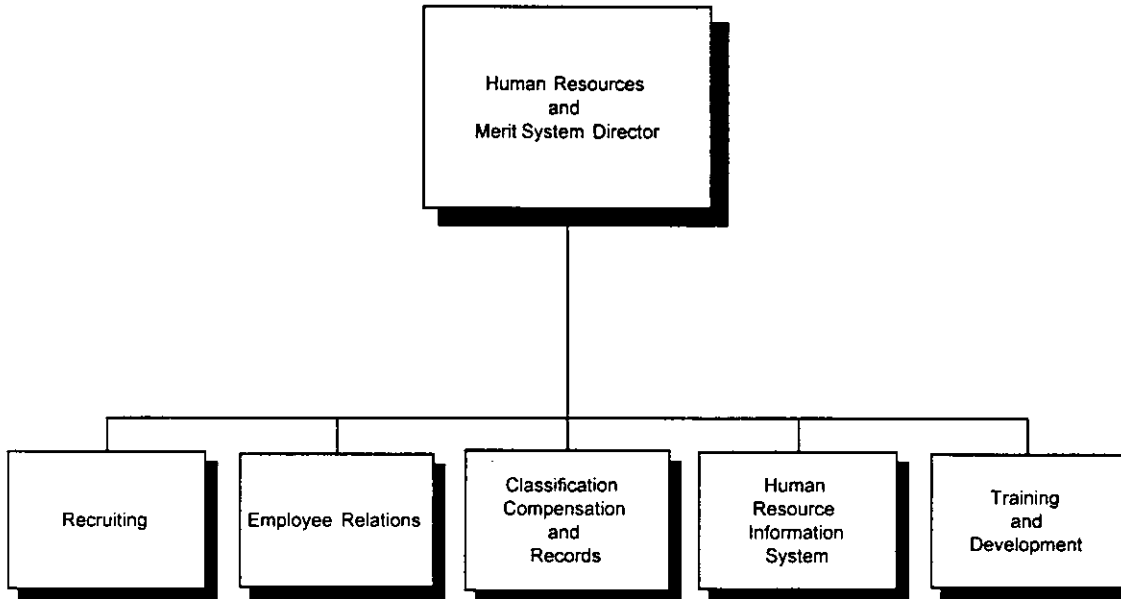 Human Resources
and
Merit System Director
Recruiting
Employee Relations
Classification
Compensation
and
Records
Human
Resource
Information
System
Training
and
Development